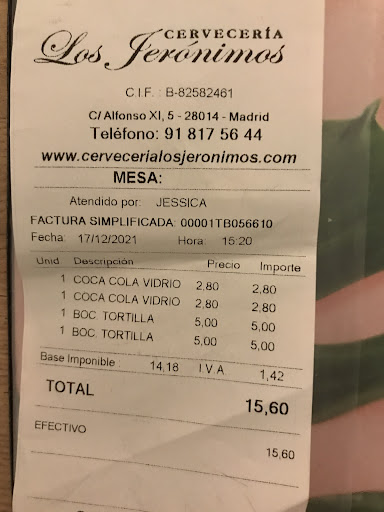 CERVECERÍA
Los Jerónimos
C.I.F. : B-82582461
C/ Alfonso XI, 5 - 28014 - Madrid
Teléfono: 91 817 56 44
www.cervecerialosjeronimos.com
MESA:
Atendido por: JESSICA
FACTURA SIMPLIFICADA: 00001TB056610
Fecha: 17/12/2021 Hora: 15:20
Unid Descripción Precio Importe
1 COCA COLA VIDRIO 2,80 2,80
1 COCA COLA VIDRIO 2,80 2,80
1 BOC. TORTILLA 5,00 5,00
1 BOC. TORTILLA 5,00 5,00
Base Imponible : 14,18 I.V.A 1,42
TOTAL 15,60
EFECTIVO 15,60